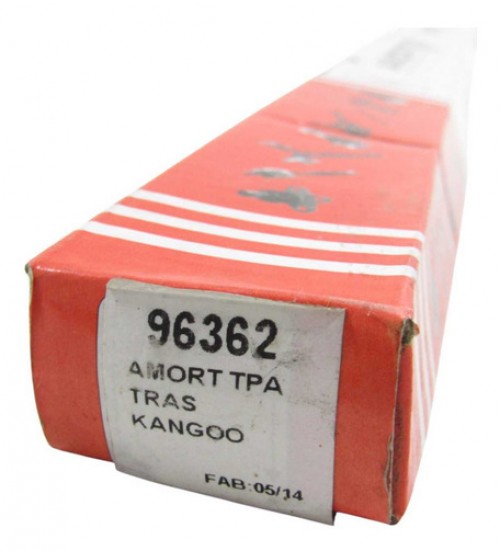 96362
AMORT TPA
TRAS
KANGOO
FAB:05/14